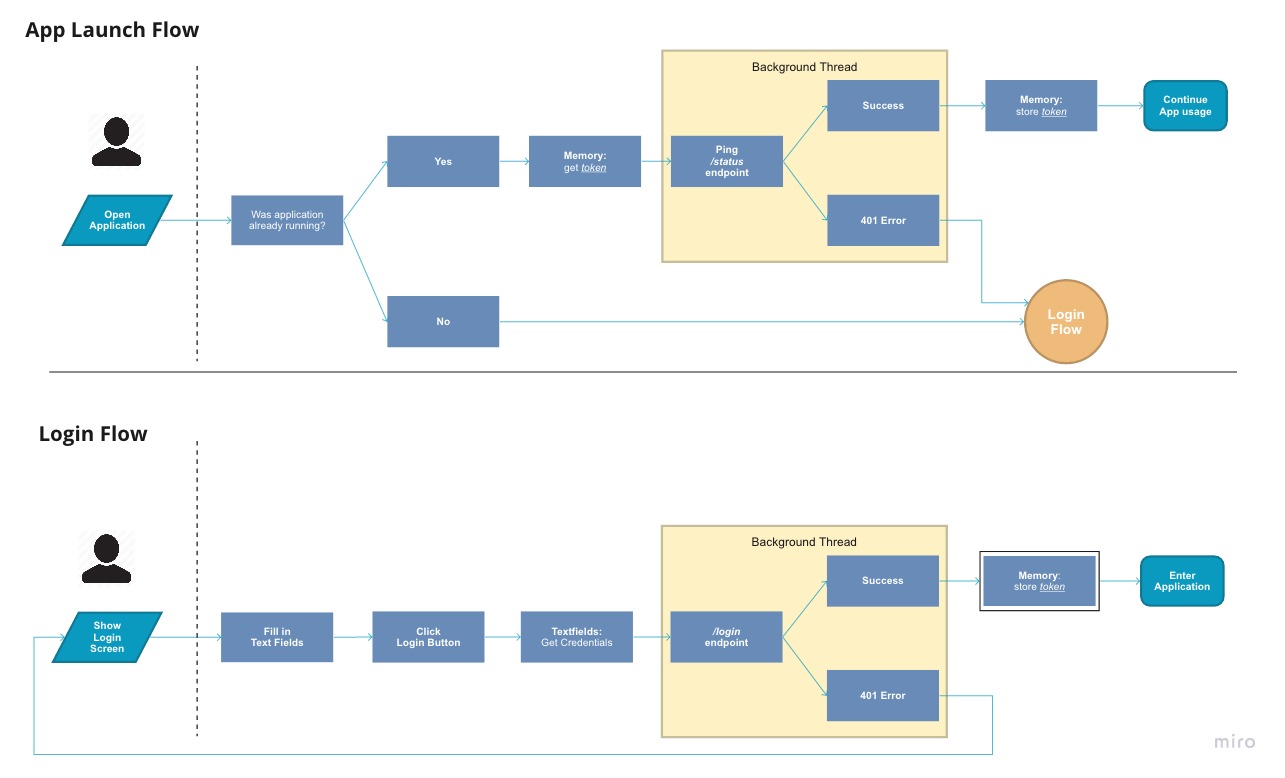 App Launch Flow
Background Thread
Success
Memory:
store token
Continue
App usage
Yes
Memory:
get token
Ping
/status
endpoint
Open
Application
Was application
already running?
401 Error
No
Login
Flow
Login Flow
Background Thread
Success
Memory:
store token
Enter
Application
Show
Login
Screen
Fill in
Text Fields
Click
Login Button
Textfields:
Get Credentials
/login
endpoint
401 Error
miro